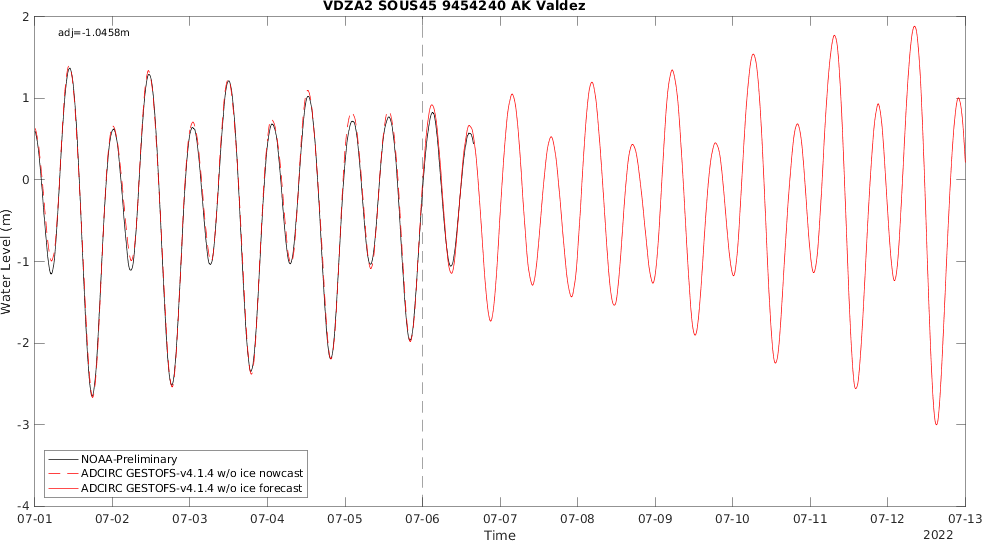 VDZA2 SOUS45 9454240 AK Valdez
adj=-1.0458m
2
1
0
-1
-2
-3
-4
Water Level (m)
NOAA-Preliminary
ADCIRC GESTOFS-v4.1.4 w/o ice nowcast
ADCIRC GESTOFS-v4.1.4 w/o ice forecast
07-01 07-02 07-03 07-04 07-05 07-06 07-07 07-08 07-09 07-10 07-11 07-12 07-13
Time
2022